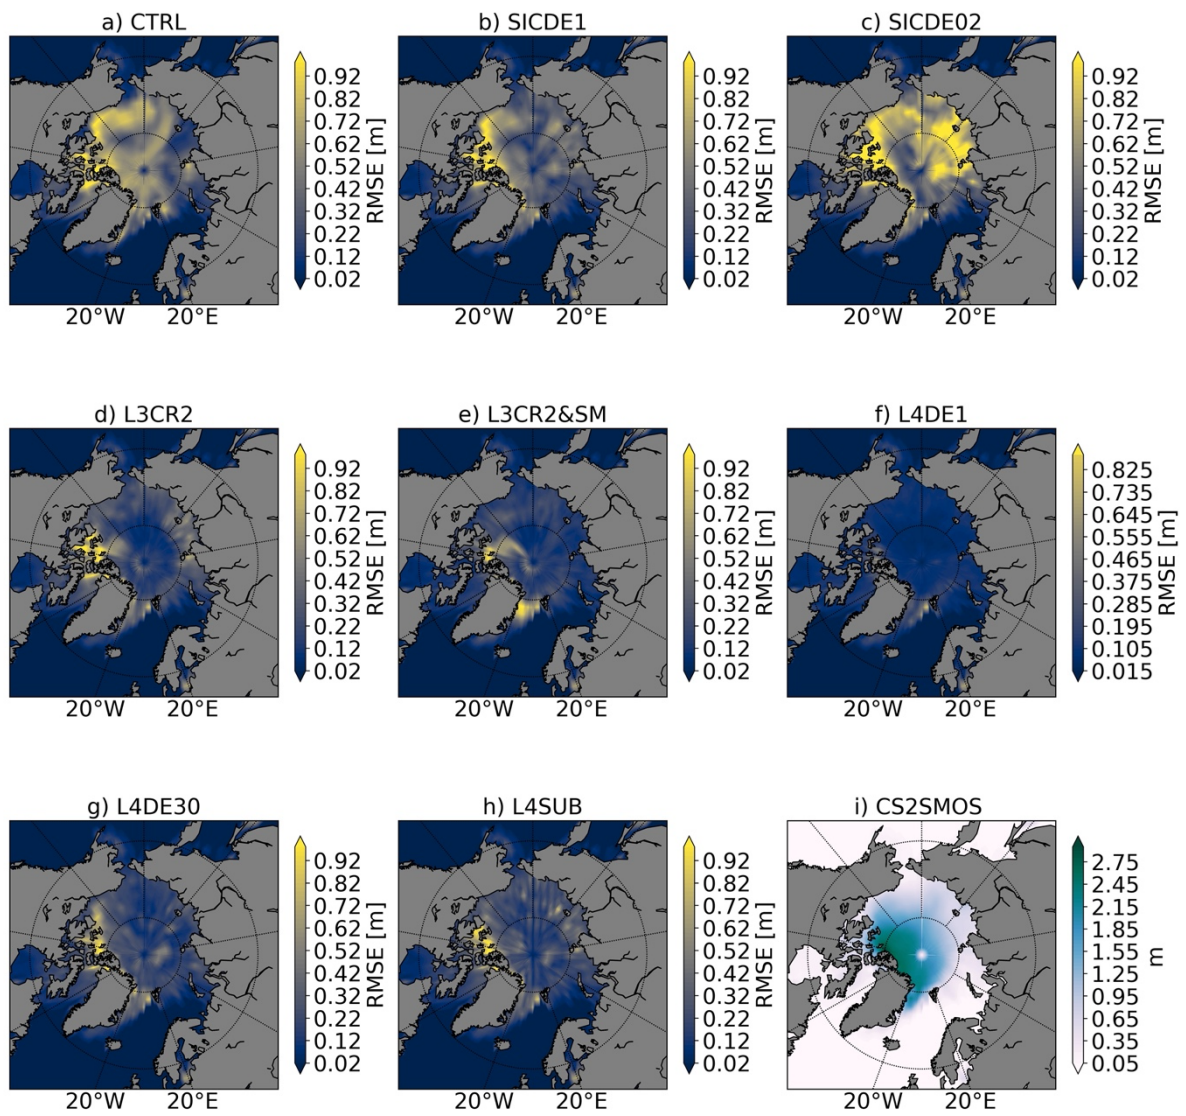 a) CTRL
b) SICDE1
c) SICDE02
0.92
0.82
0.72
0.62
0.52
0.42
0.32
0.22
0.12
0.02
RMSE [m]
20°W
20°E
0.92
0.82
0.72
0.62
0.52
0.42
0.32
0.22
0.12
0.02
RMSE [m]
20°W
20°E
0.92
0.82
0.72
0.62
0.52
0.42
0.32
0.22
0.12
0.02
RMSE [m]
20°W
20°E
d) L3CR2
e) L3CR2&SM
f) L4DE1
0.92
0.82
0.72
0.62
0.52
0.42
0.32
0.22
0.12
0.02
RMSE [m]
20°W
20°E
0.92
0.82
0.72
0.62
0.52
0.42
0.32
0.22
0.12
0.02
RMSE [m]
20°W
20°E
0.825
0.735
0.645
0.555
0.465
0.375
0.285
0.195
0.105
0.015
RMSE [m]
20°W
20°E
g) L4DE30
h) L4SUB
i) CS2SMOS
0.92
0.82
0.72
0.62
0.52
0.42
0.32
0.22
0.12
0.02
RMSE [m]
20°W
20°E
0.92
0.82
0.72
0.62
0.52
0.42
0.32
0.22
0.12
0.02
RMSE [m]
20°W
20°E
2.75
2.45
2.15
1.85
1.55
1.25
0.95
0.65
0.35
0.05
m
20°W
20°E